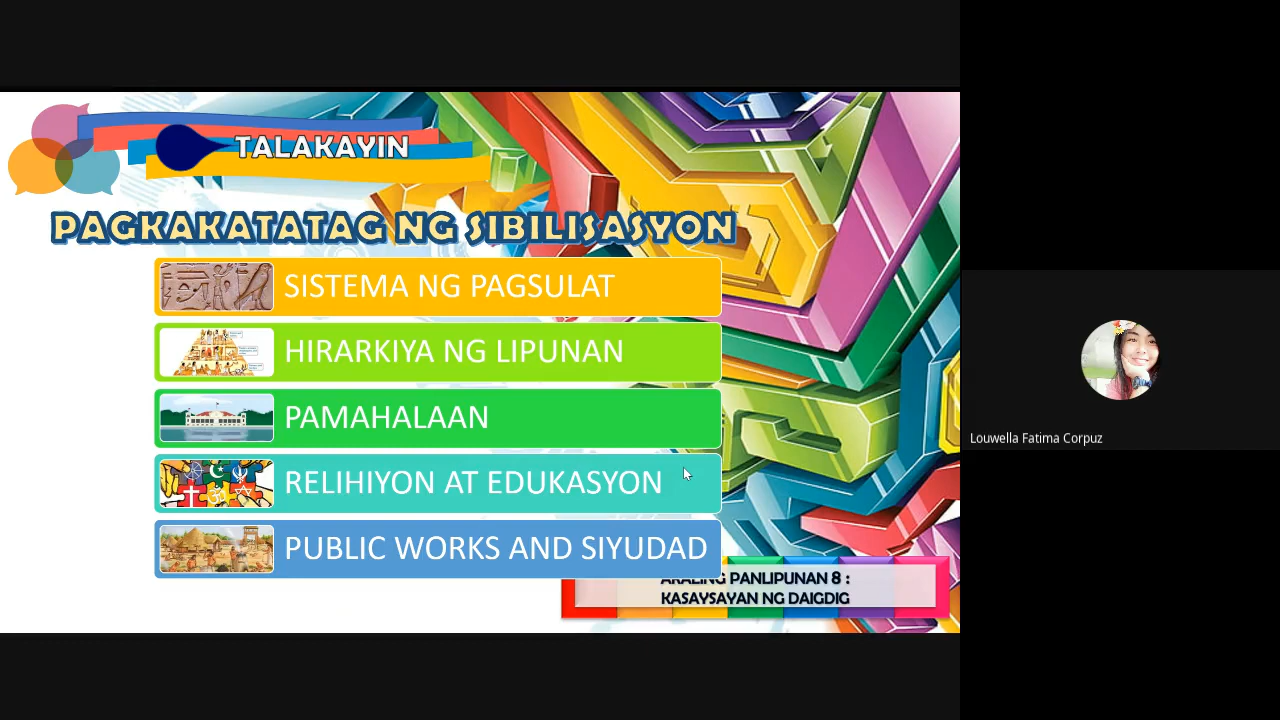 TALAKAYIN
PAGKAKATATAG NG SIBILISASYON
SISTEMA NG PAGSULAT
HIRARKIYA NG LIPUNAN
PAMAHALAAN
RELIHIYON AT EDUKASYON
PUBLIC WORKS AND SIYUDAD
ARALING PANLIPUNAN 8 :
KASAYSAYAN NG DAIGDIG
Louwella Fatima Corpuz